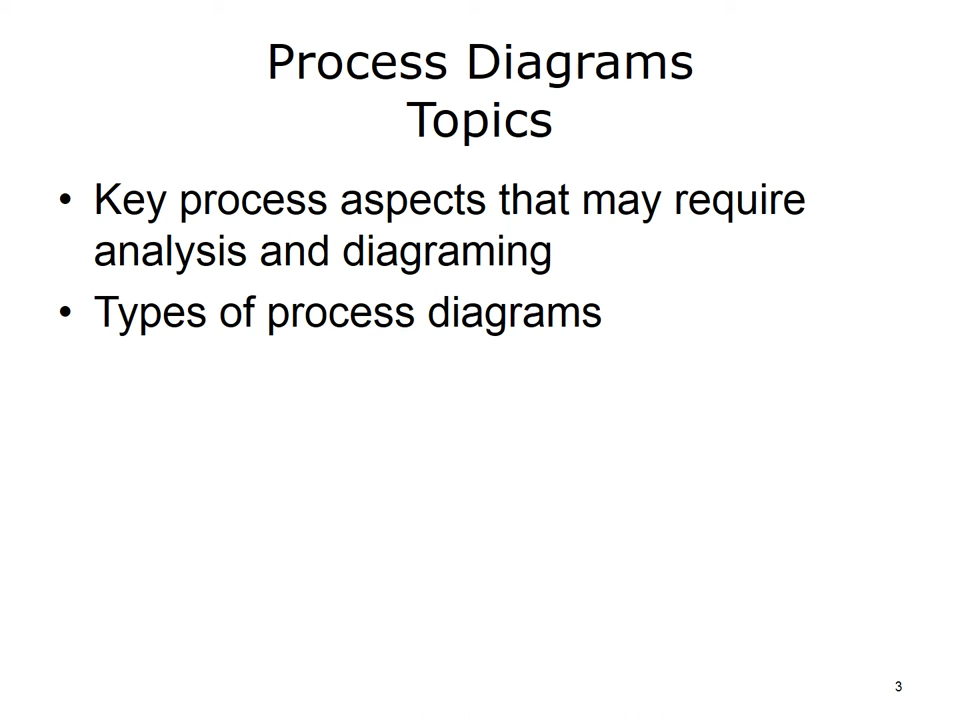 Process Diagrams
Topics
• Key process aspects that may require
analysis and diagraming
• Types of process diagrams
3